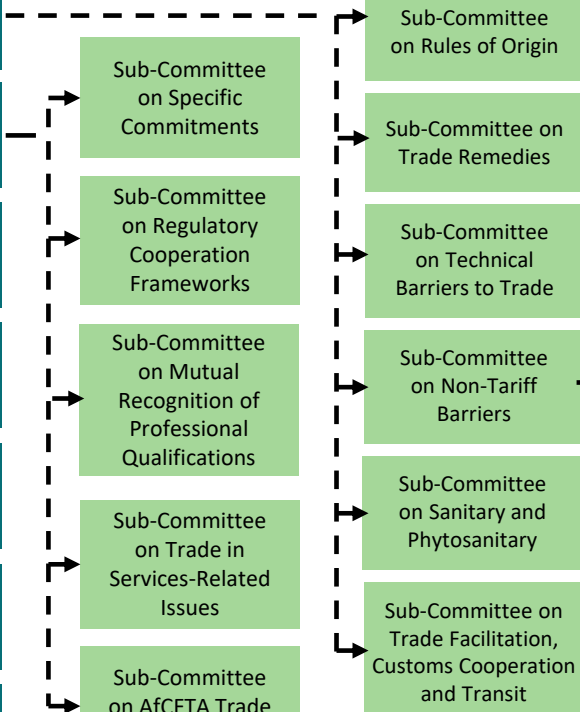 Sub-Committee
on Specific
Commitments
Sub-Committee
on Regulatory
Cooperation
Frameworks
Sub-Committee
on Mutual
Recognition of
Professional
Qualifications
Sub-Committee
on Trade in
Services-Related
Issues
Sub-Committee
on AfCFTA Trade
Sub-Committee
on Rules of Origin
Sub-Committee on
Trade Remedies
Sub-Committee
on Technical
Barriers to Trade
Sub-Committee
on Non-Tariff
Barriers
Sub-Committee
on Sanitary and
Phytosanitary
Sub-Committee on
Trade Facilitation,
Customs Cooperation
and Transit